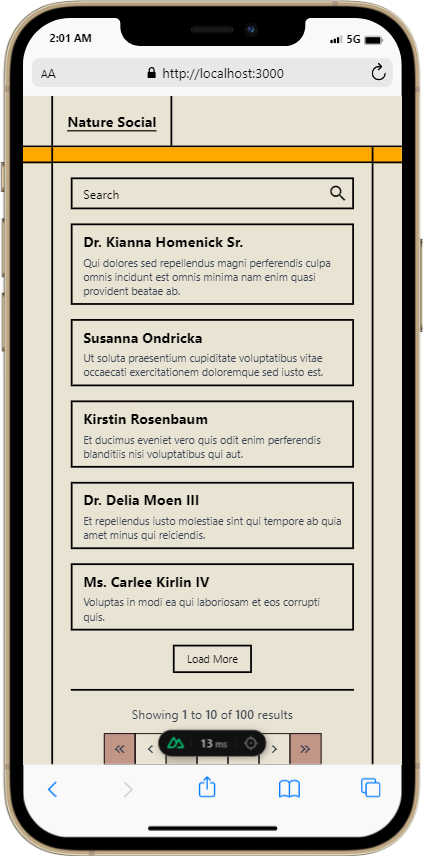 2:01 AM
5G
AA
http://localhost:3000
Nature Social
Search
Dr. Kianna Homenick Sr.
Qui dolores sed repellendus magni perferendis culpa
omnis incidunt est omnis minima nam enim quasi
provident beatae ab.
Susanna Ondricka
Ut soluta praesentium cupiditate voluptatibus vitae
occaecati exercitationem doloremque sed iusto est.
Kirstin Rosenbaum
Et ducimus eveniet vero quis odit enim perferendis
blanditiis nisi voluptatibus qui aut.
Dr. Delia Moen III
Et repellendus iusto molestiae sint qui tempore ab quia
amet minus qui reiciendis.
Ms. Carlee Kirlin IV
Voluptas in modi ea qui laboriosam et eos corrupti
quis.
Load More
Showing 1 to 10 of 100 results
« ‹ › »
13 ms